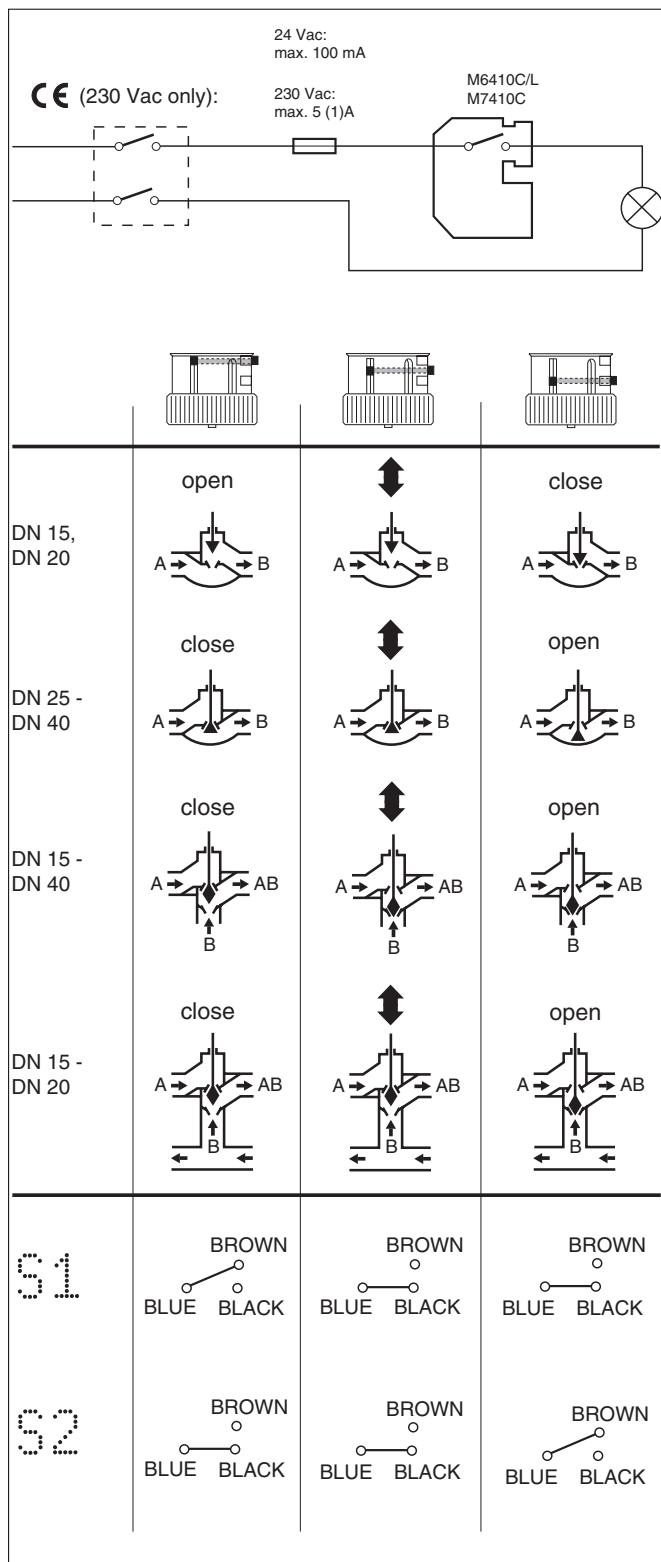 24 Vac:
max. 100 mA
CE (230 Vac only):
230 Vac:
max. 5 (1)A
M6410C/L
M7410C
open
close
DN 15,
DN 20
A B
A B
A B
close
open
DN 25 -
DN 40
A B
A B
A B
close
open
DN 15 -
DN 40
A AB
B
A AB
B
A AB
B
close
open
DN 15 -
DN 20
A AB
B
A AB
B
A AB
B
S1
BROWN
BLUE BLACK
BROWN
BLUE BLACK
BROWN
BLUE BLACK
S2
BROWN
BLUE BLACK
BROWN
BLUE BLACK
BROWN
BLUE BLACK